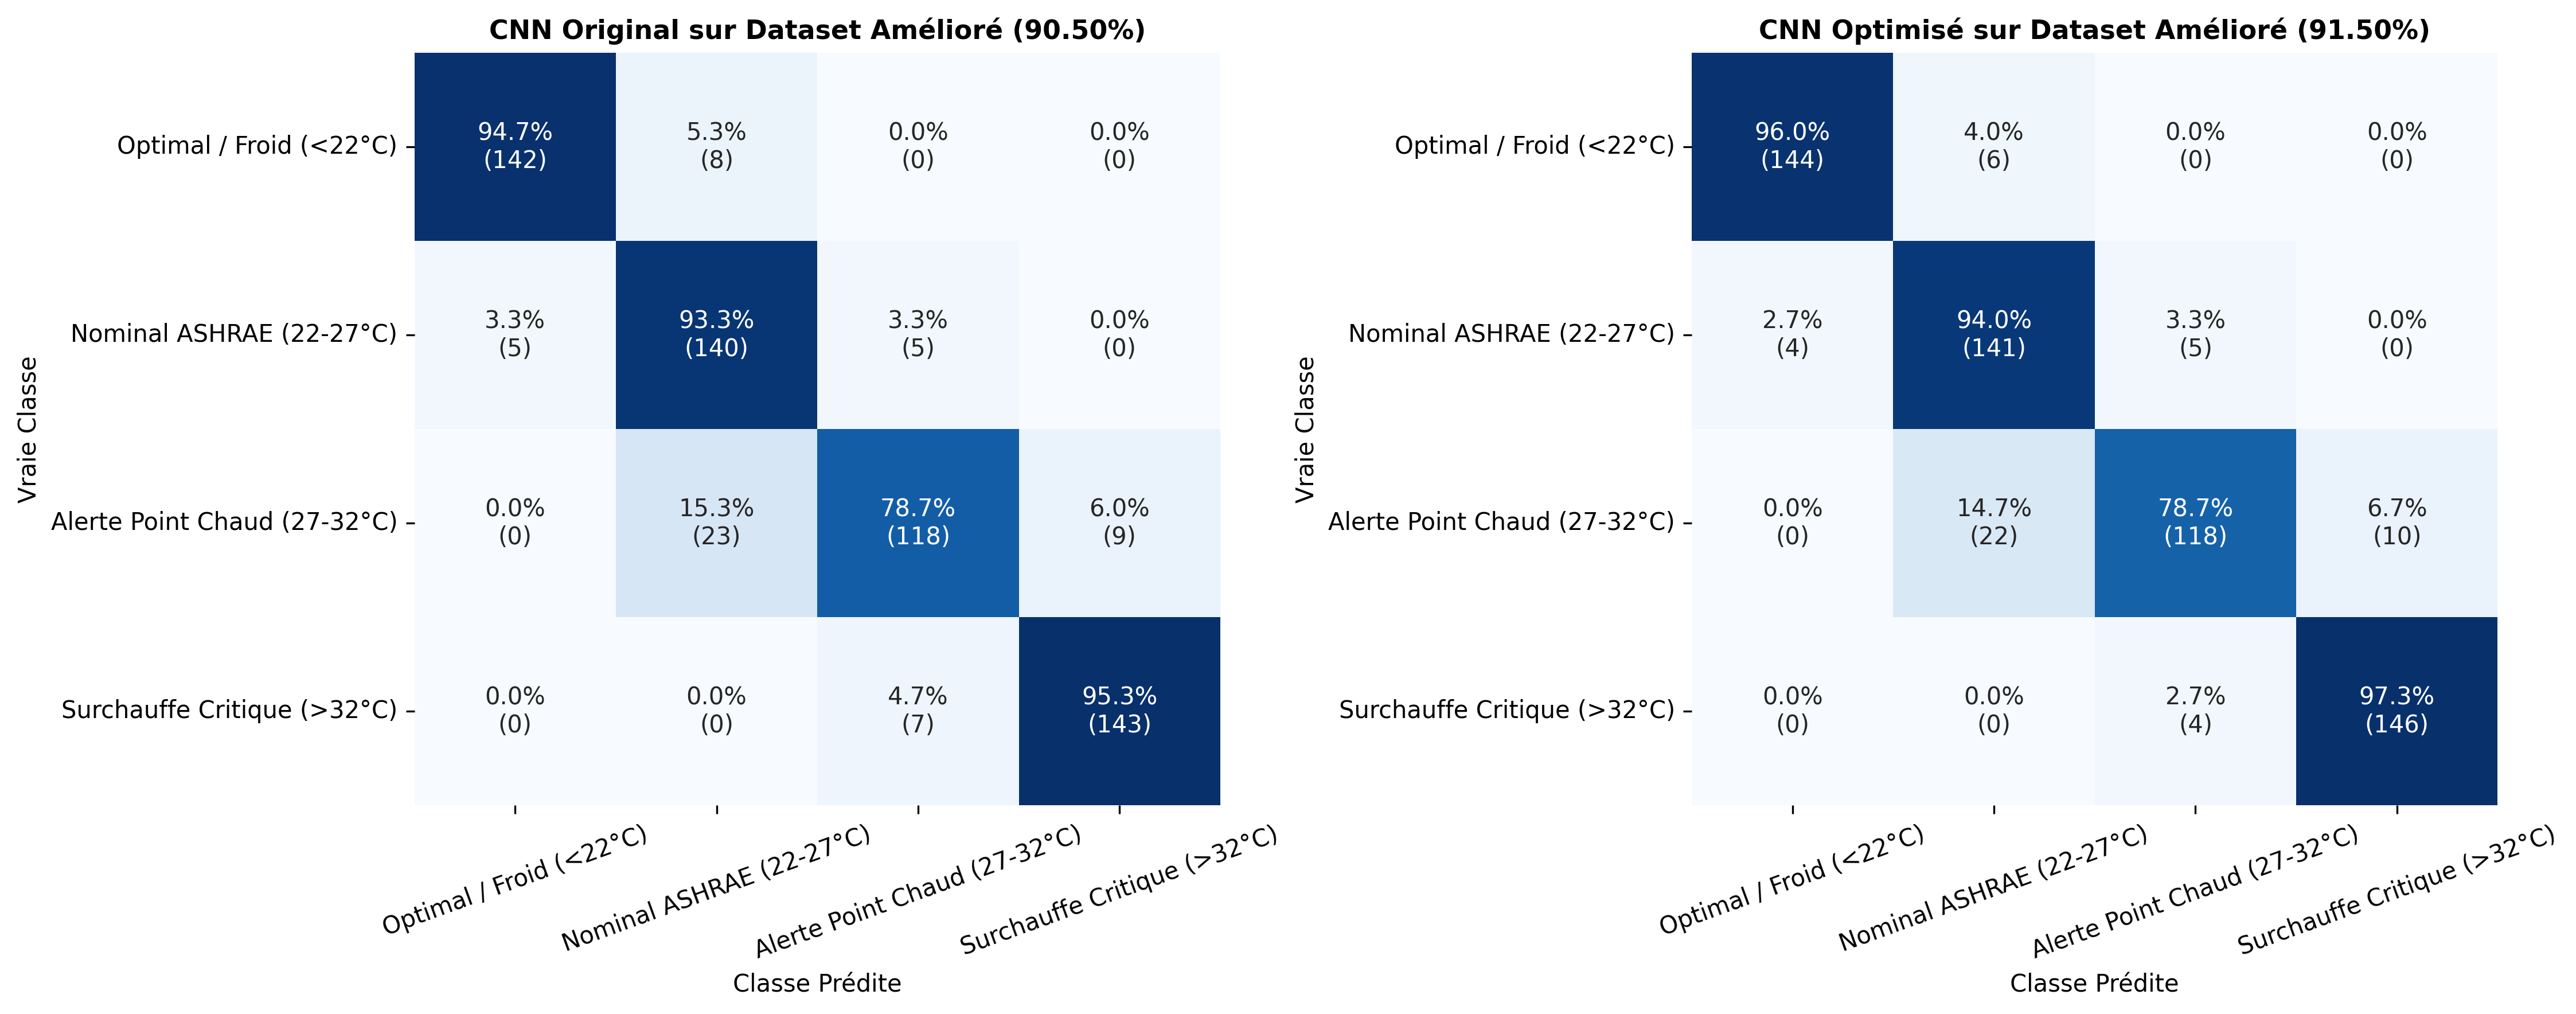 CNN Original sur Dataset Amélioré (90.50%)
Vraie Classe
Optimal / Froid (<22°C)
94.7% 5.3% 0.0% 0.0%
(142) (8) (0) (0)
Nominal ASHRAE (22-27°C)
3.3% 93.3% 3.3% 0.0%
(5) (140) (5) (0)
Alerte Point Chaud (27-32°C)
0.0% 15.3% 78.7% 6.0%
(0) (23) (118) (9)
Surchauffe Critique (>32°C)
0.0% 0.0% 4.7% 95.3%
(0) (0) (7) (143)
Optimal / Froid (<22°C)
Nominal ASHRAE (22-27°C)
Alerte Point Chaud (27-32°C)
Surchauffe Critique (>32°C)
Classe Prédite
CNN Optimisé sur Dataset Amélioré (91.50%)
Vraie Classe
Optimal / Froid (<22°C)
96.0% 4.0% 0.0% 0.0%
(144) (6) (0) (0)
Nominal ASHRAE (22-27°C)
2.7% 94.0% 3.3% 0.0%
(4) (141) (5) (0)
Alerte Point Chaud (27-32°C)
0.0% 14.7% 78.7% 6.7%
(0) (22) (118) (10)
Surchauffe Critique (>32°C)
0.0% 0.0% 2.7% 97.3%
(0) (0) (4) (146)
Optimal / Froid (<22°C)
Nominal ASHRAE (22-27°C)
Alerte Point Chaud (27-32°C)
Surchauffe Critique (>32°C)
Classe Prédite